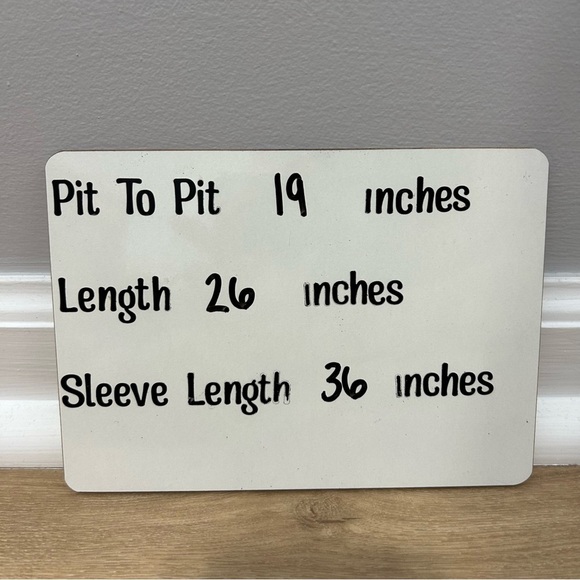 Pit To Pit 19 inches
Length 26 inches
Sleeve Length 36 inches